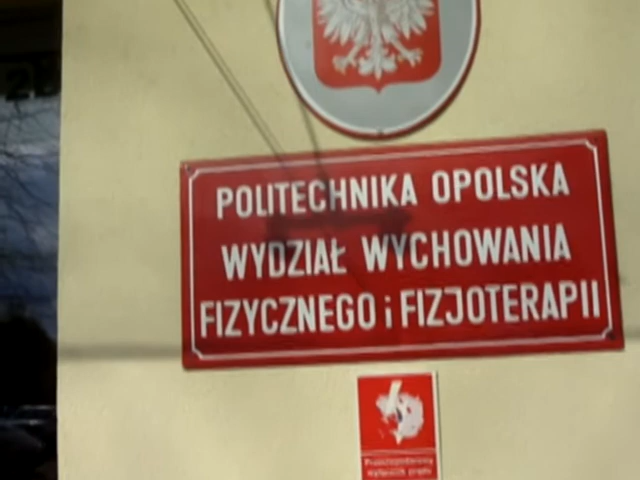 POLITECHNIKA OPOLSKA
WYDZIAŁ WYCHOWANIA
FIZYCZNEGO i FIZJOTERAPII